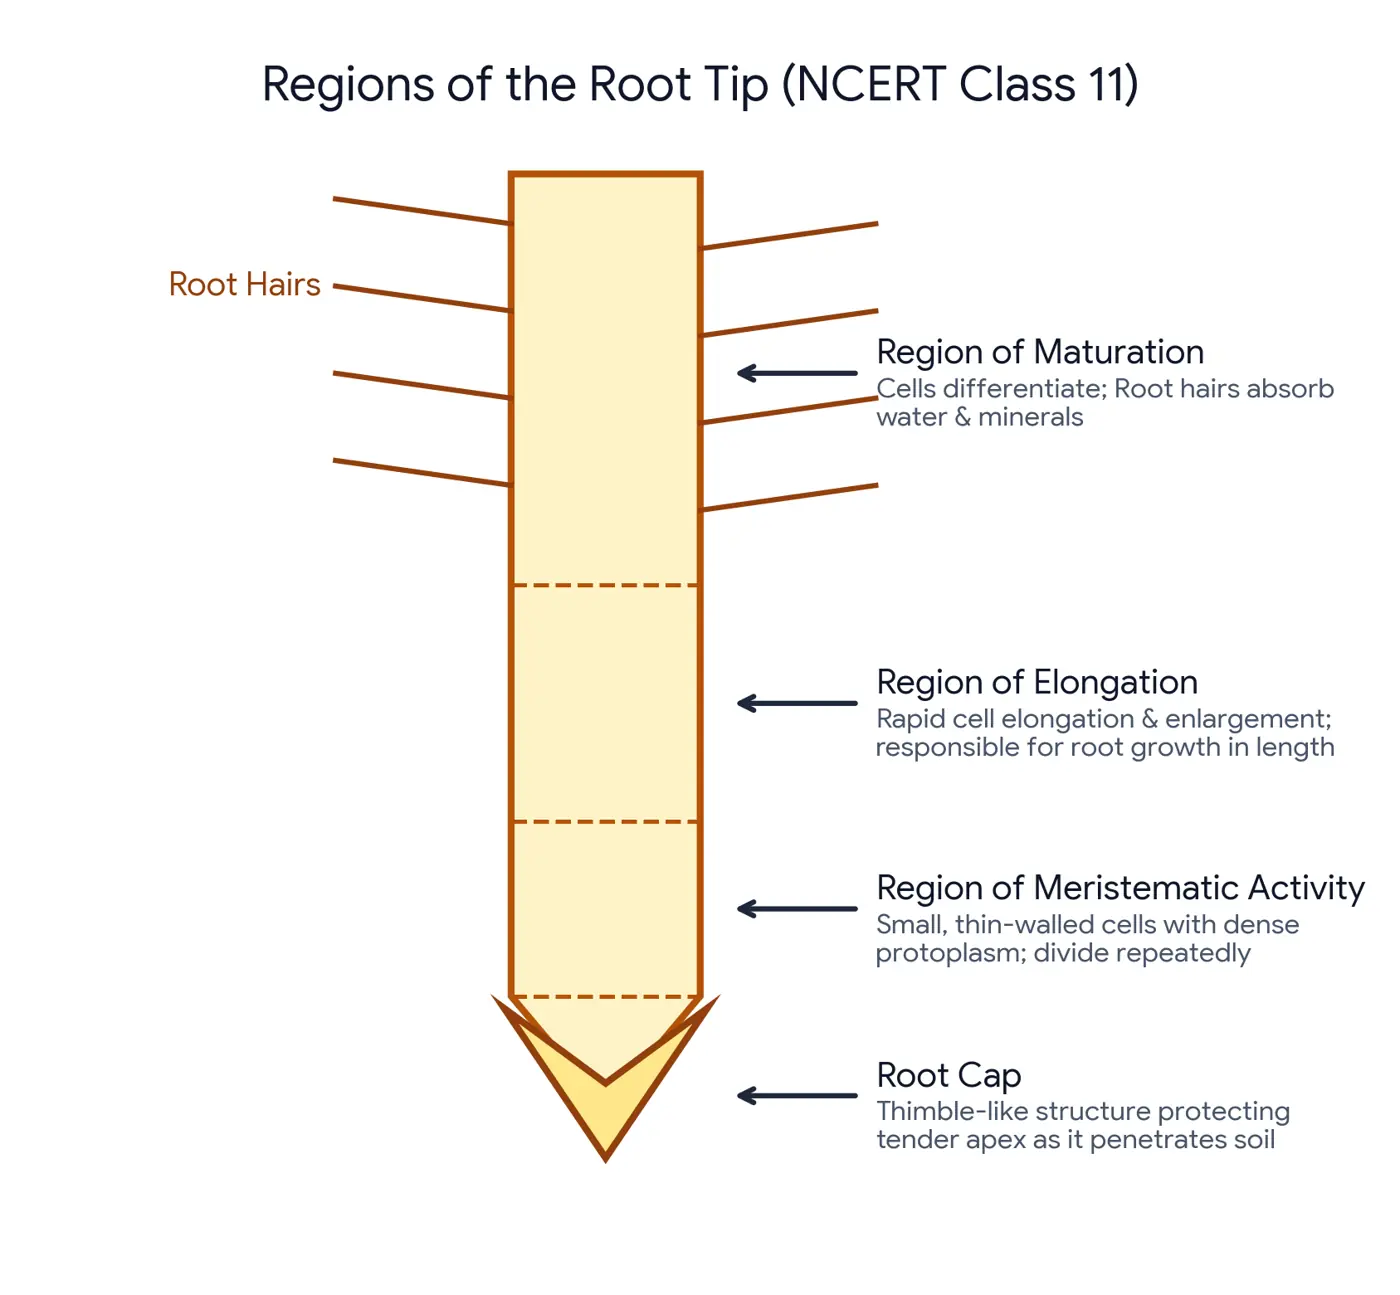 Regions of the Root Tip (NCERT Class 11)
Root Hairs
Region of Maturation
Cells differentiate; Root hairs absorb
water & minerals
Region of Elongation
Rapid cell elongation & enlargement;
responsible for root growth in length
Region of Meristematic Activity
Small, thin-walled cells with dense
protoplasm; divide repeatedly
Root Cap
Thimble-like structure protecting
tender apex as it penetrates soil